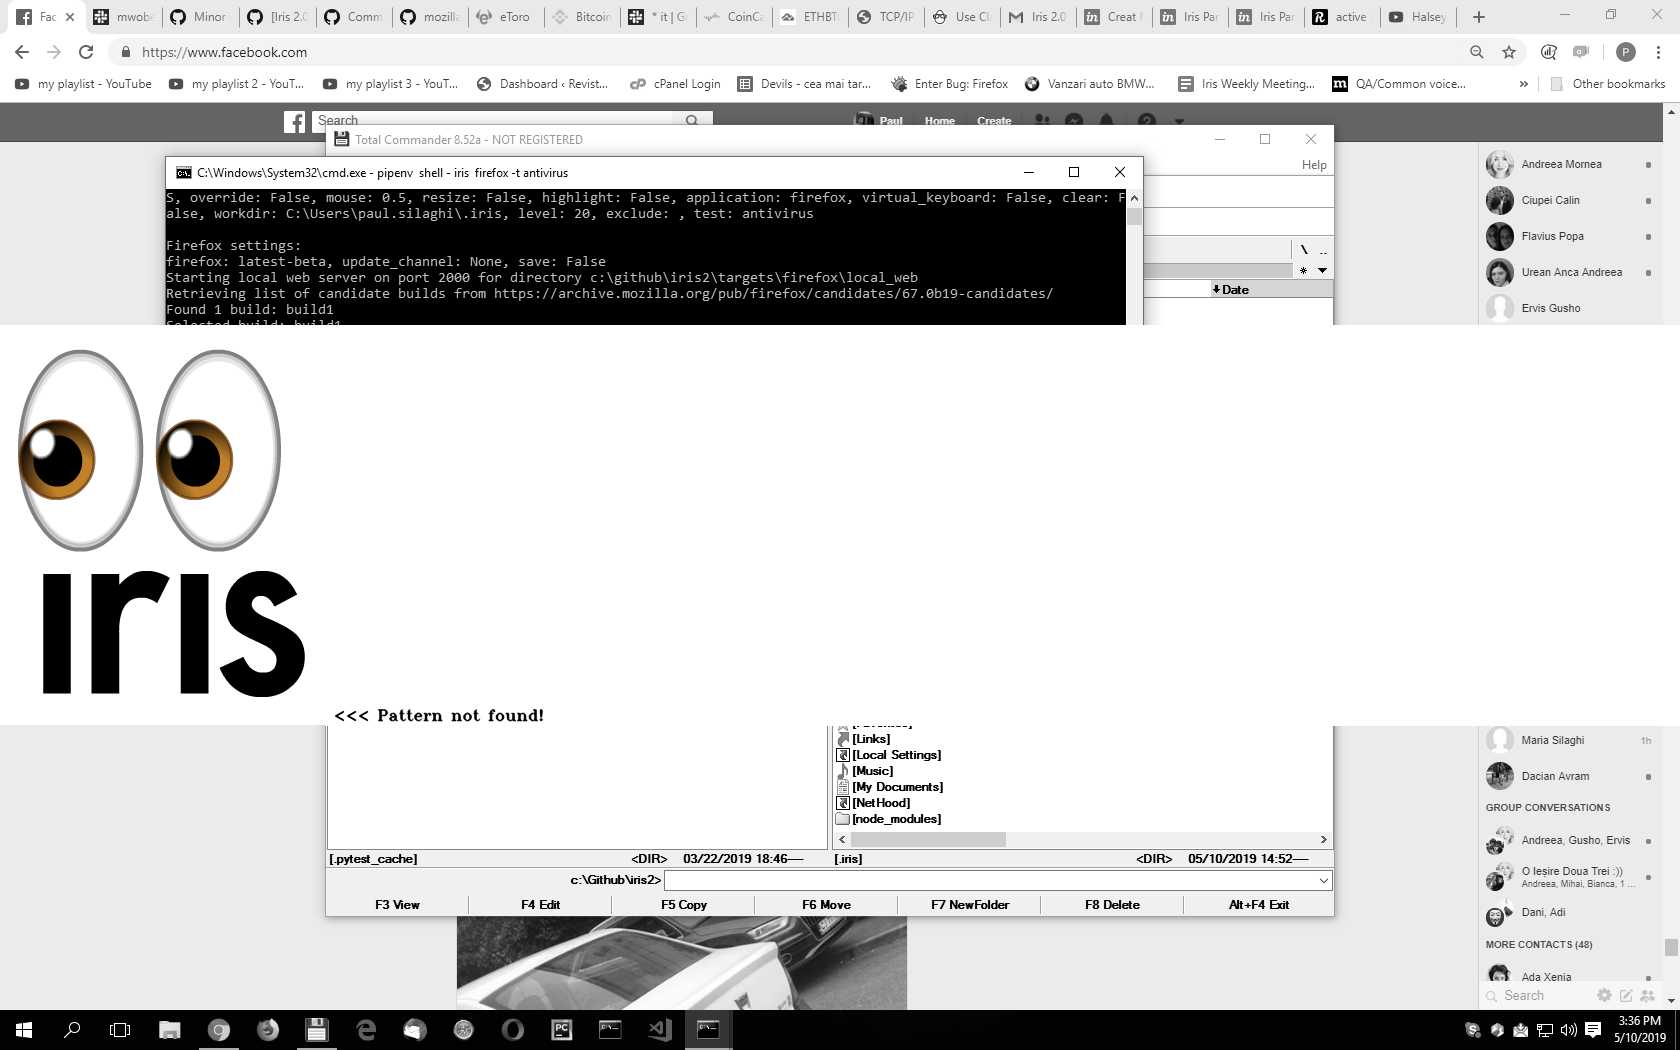 Fac
mwobe
Minor
[Iris 2.0
Comm
mozilla
eToro
Bitcoin
* it | G
CoinCa
ETHBT
TCP/IP
Use Cl
Iris 2.0
Creat
Iris Par
Iris Par
active
Halsey
https://www.facebook.com
P
my playlist - YouTube
my playlist 2 - YouT...
my playlist 3 - YouT...
Dashboard ‹ Revist...
cPanel Login
Devils - cea mai tar...
Enter Bug: Firefox
Vanzari auto BMW...
Iris Weekly Meeting...
QA/Common voice...
»
Other bookmarks
Search
Paul
Home
Create
Total Commander 8.52a - NOT REGISTERED
Help
C:\Windows\System32\cmd.exe - pipenv shell - iris firefox -t antivirus
S, override: False, mouse: 0.5, resize: False, highlight: False, application: firefox, virtual_keyboard: False, clear: F
alse, workdir: C:\Users\paul.silaghi\.iris, level: 20, exclude: , test: antivirus
Firefox settings:
firefox: latest-beta, update_channel: None, save: False
Starting local web server on port 2000 for directory c:\github\iris2\targets\firefox\local_web
Retrieving list of candidate builds from https://archive.mozilla.org/pub/firefox/candidates/67.0b19-candidates/
Found 1 build: build1
Selected build: build1
\ ..
*
Date
Andreea Mornea
Ciupei Calin
Flavius Popa
Urean Anca Andreea
Ervis Gusho
iris
<<< Pattern not found!
[Favorites]
[Links]
[Local Settings]
[Music]
[My Documents]
[NetHood]
[node_modules]
[.pytest_cache] <DIR> 03/22/2019 18:46----
[.iris] <DIR> 05/10/2019 14:52----
c:\Github\iris2>
F3 View
F4 Edit
F5 Copy
F6 Move
F7 NewFolder
F8 Delete
Alt+F4 Exit
Maria Silaghi 1h
Dacian Avram
GROUP CONVERSATIONS
Andreea, Gusho, Ervis
O Ieșire Doua Trei :))
Andreea, Mihai, Bianca, 1 ...
Dani, Adi
MORE CONTACTS (48)
Ada Xenia
Search
PC
3:36 PM
5/10/2019